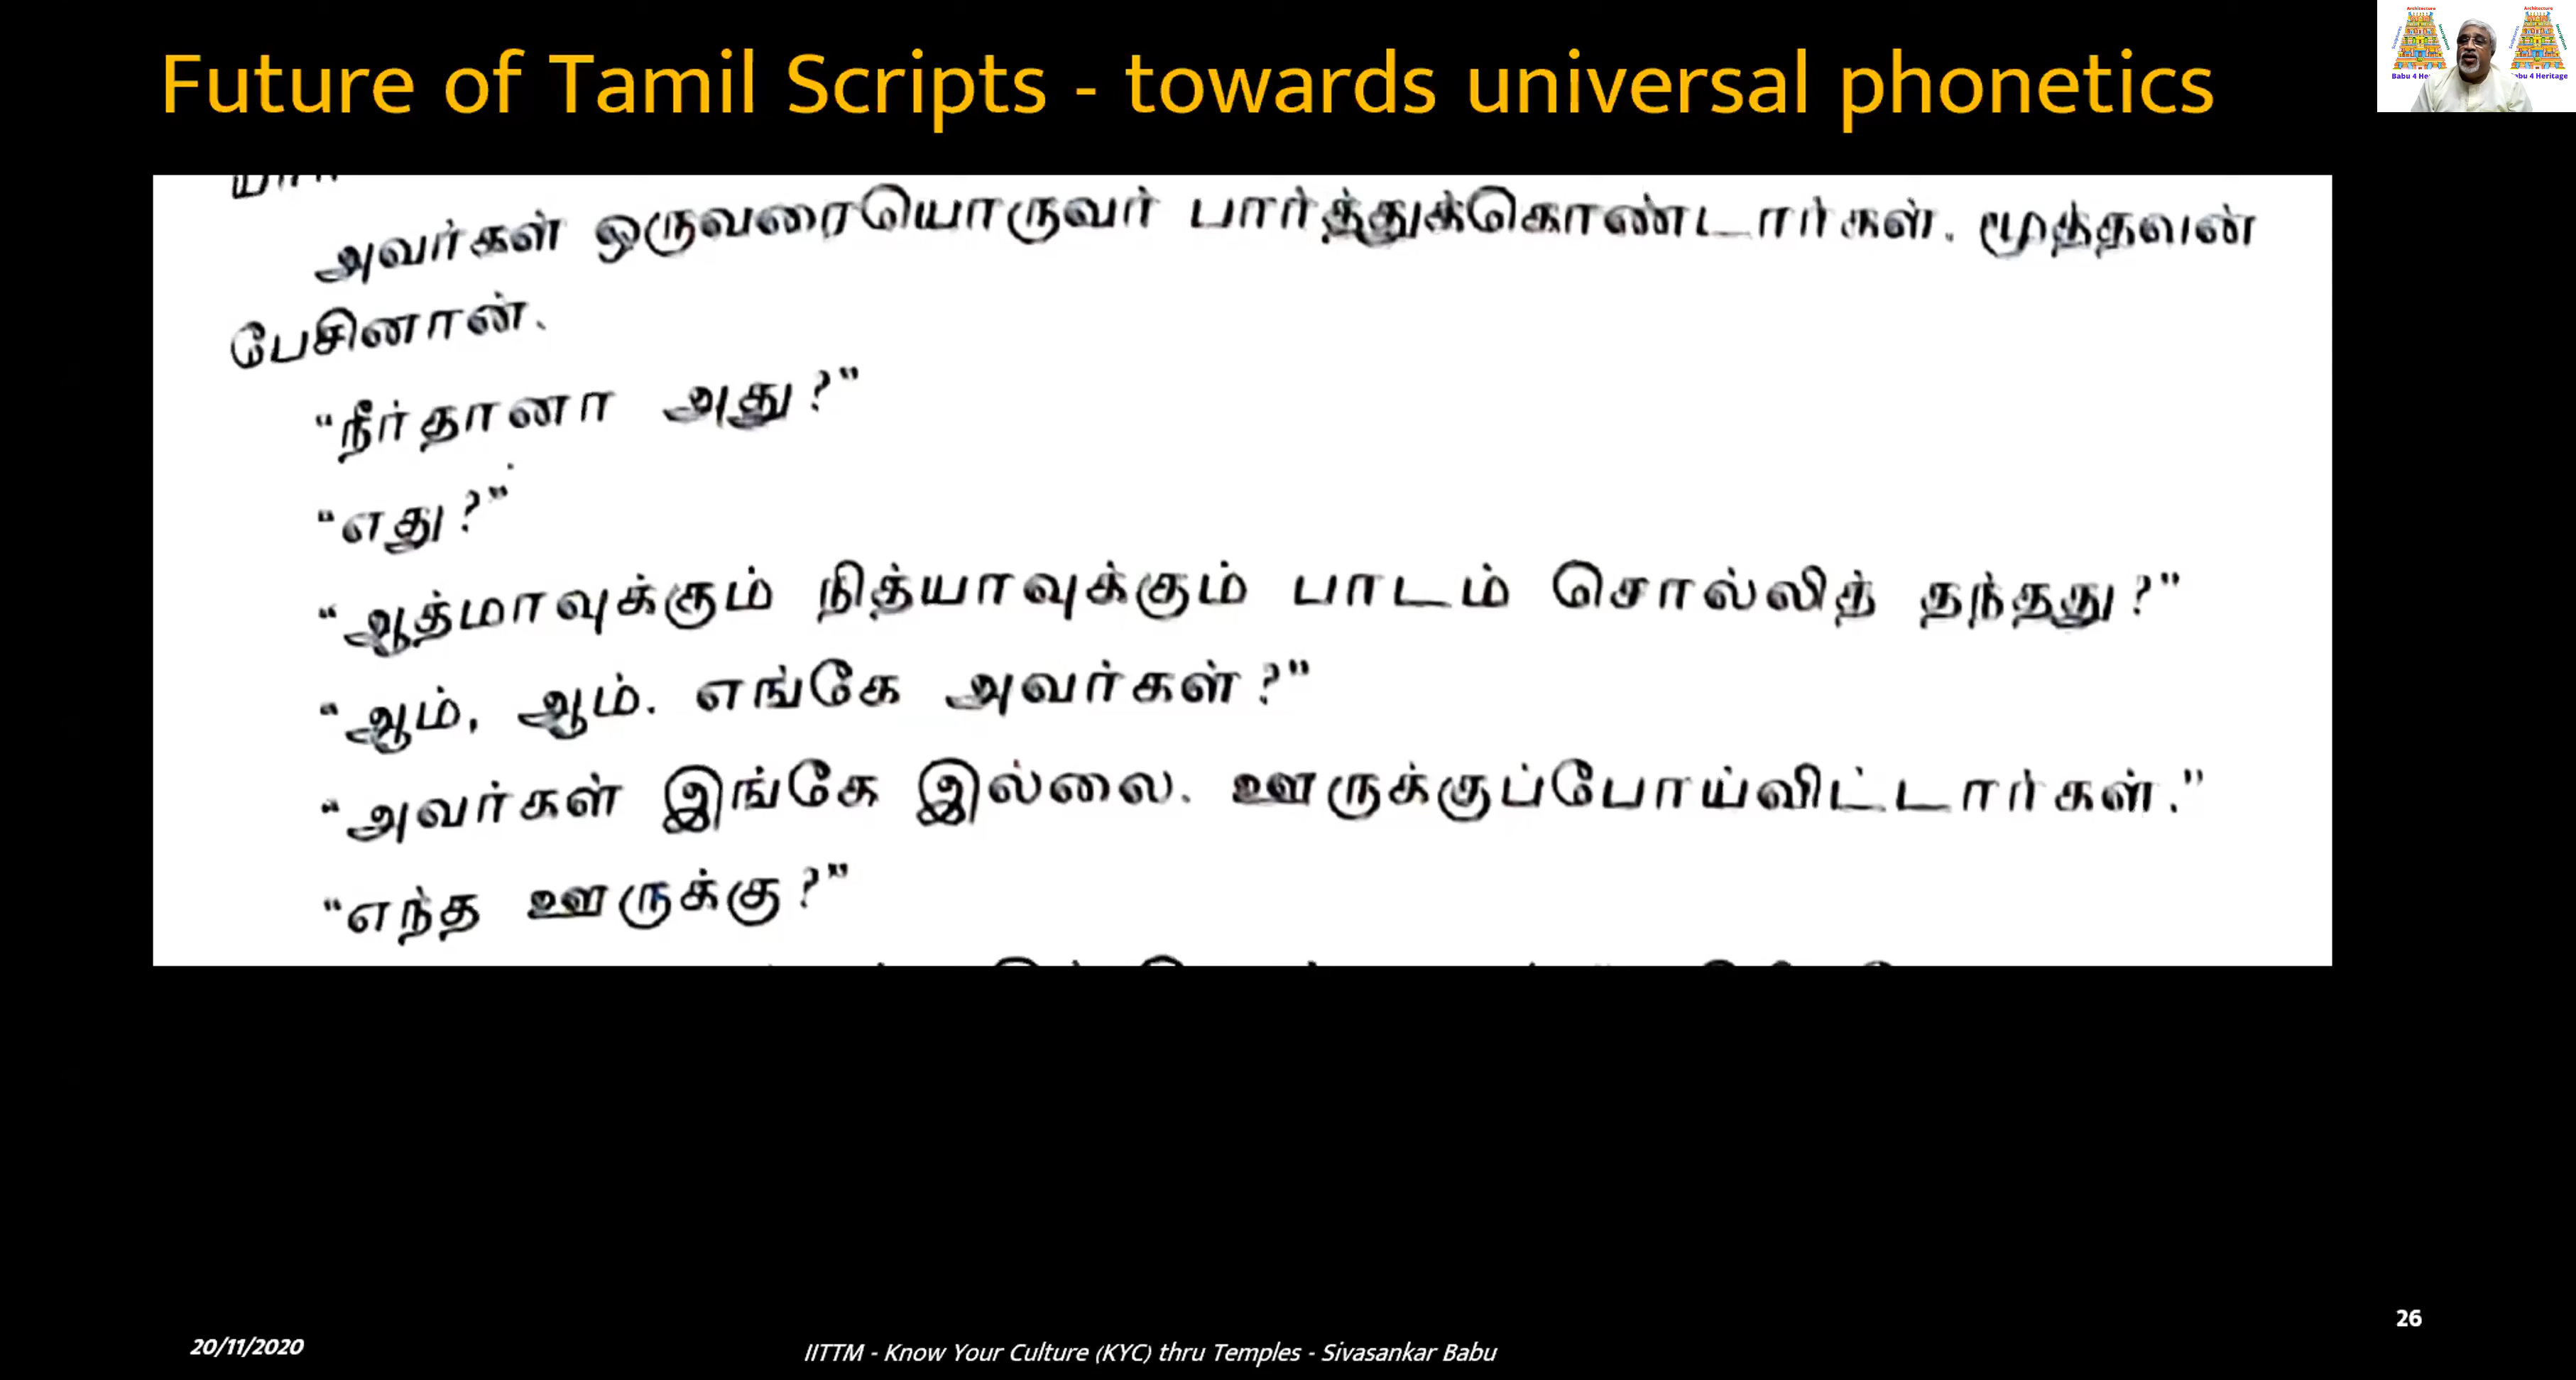 Future of Tamil Scripts - towards universal phonetics
அவர்கள் ஒருவரையொருவர் பார்த்துக்கொண்டார்கள். மூத்தவன்
பேசினான்.
“நீர்தானா அது?”
“எது?”
“ஆத்மாவுக்கும் நித்யாவுக்கும் பாடம் சொல்லித் தந்தது?”
“ஆம், ஆம். எங்கே அவர்கள்?”
“அவர்கள் இங்கே இல்லை. ஊருக்குப்போய்விட்டார்கள்.”
“எந்த ஊருக்கு?”
20/11/2020
IITTM - Know Your Culture (KYC) thru Temples - Sivasankar Babu
26